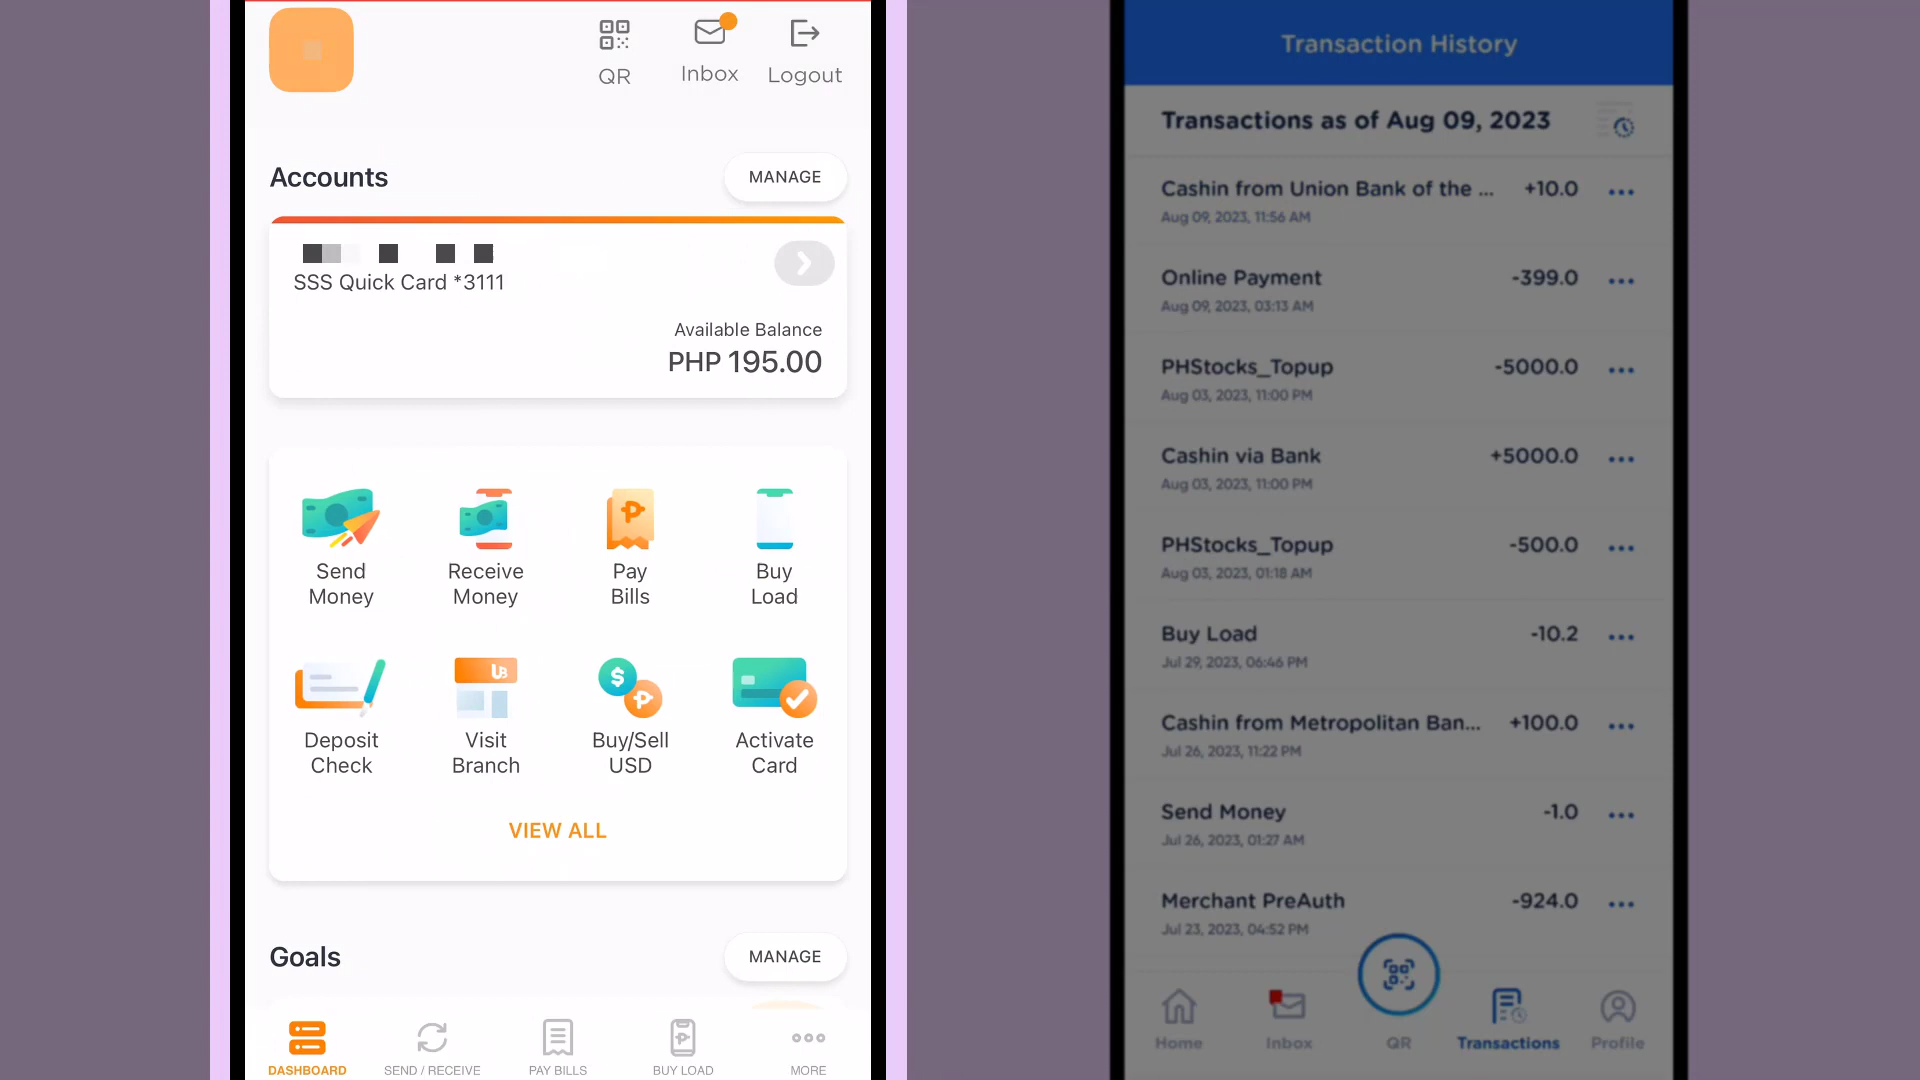 QR
Inbox
Logout
Accounts
MANAGE
SSS Quick Card *3111
Available Balance
PHP 195.00
Send
Money
Receive
Money
Pay
Bills
Buy
Load
Deposit
Check
UB
Visit
Branch
Buy/Sell
USD
Activate
Card
VIEW ALL
Goals
MANAGE
DASHBOARD
SEND / RECEIVE
PAY BILLS
BUY LOAD
MORE
Transaction History
Transactions as of Aug 09, 2023
Cashin from Union Bank of the ... +10.0
Aug 09, 2023, 11:56 AM
Online Payment -399.0
Aug 09, 2023, 03:13 AM
PHStocks_Topup -5000.0
Aug 03, 2023, 11:00 PM
Cashin via Bank +5000.0
Aug 03, 2023, 11:00 PM
PHStocks_Topup -500.0
Aug 03, 2023, 01:18 AM
Buy Load -10.2
Jul 29, 2023, 06:46 PM
Cashin from Metropolitan Ban... +100.0
Jul 26, 2023, 11:22 PM
Send Money -1.0
Jul 26, 2023, 01:27 AM
Merchant PreAuth -924.0
Jul 23, 2023, 04:52 PM
Home
Inbox
QR
Transactions
Profile